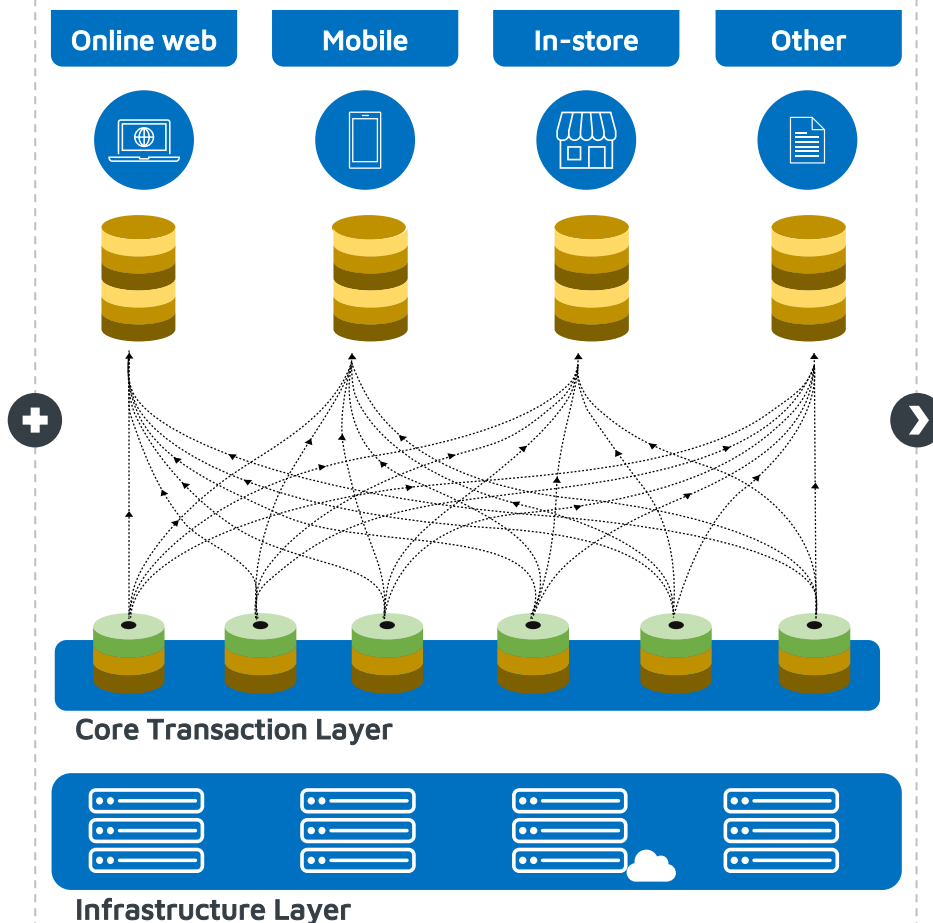 Online web
Mobile
In-store
Other
Core Transaction Layer
Infrastructure Layer